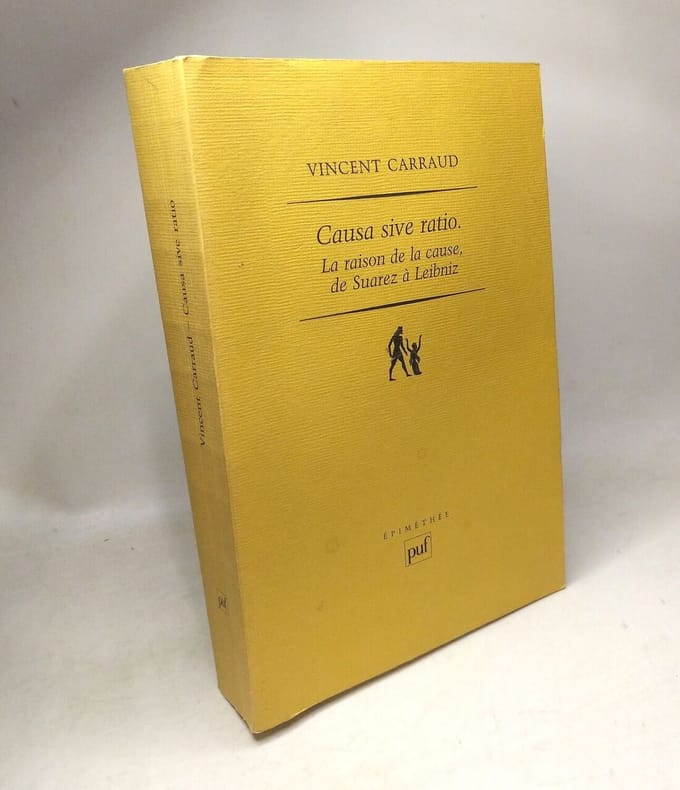 VINCENT CARRAUD
Causa sive ratio.
La raison de la cause,
de Suarez à Leibniz
ÉPIMÉTHÉE
puf
Vincent Carraud – Causa sive ratio
puf